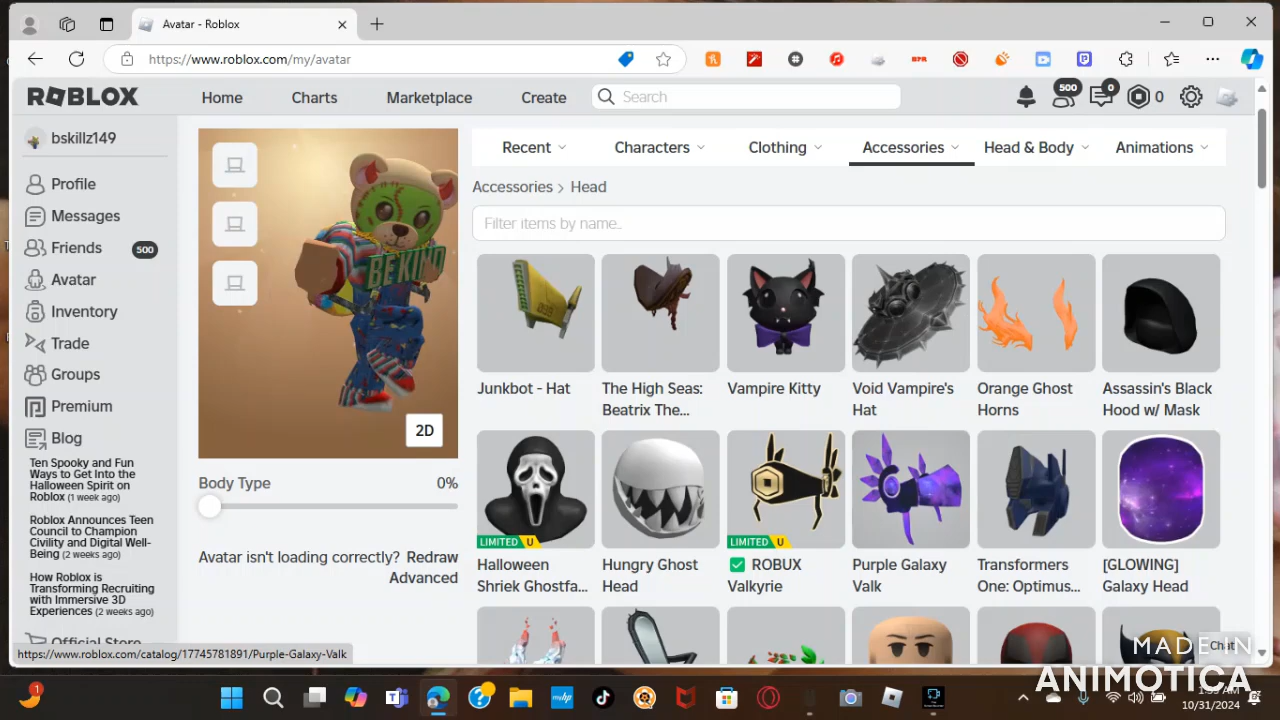 Avatar - Roblox
https://www.roblox.com/my/avatar
ROBLOX
Home
Charts
Marketplace
Create
Search
500
0
0
bskillz149
Profile
Messages
Friends
500
Avatar
Inventory
Trade
Groups
Premium
Blog
Ten Spooky and Fun
Ways to Get Into the
Halloween Spirit on
Roblox (1 week ago)
Roblox Announces Teen
Council to Champion
Civility and Digital Well-
Being (2 weeks ago)
How Roblox is
Transforming Recruiting
with Immersive 3D
Experiences (2 weeks ago)
Official Store
BE KIND
2D
Body Type
0%
Avatar isn't loading correctly? Redraw
Advanced
Recent
Characters
Clothing
Accessories
Head & Body
Animations
Accessories > Head
Filter items by name..
Junkbot - Hat
The High Seas:
Beatrix The...
Vampire Kitty
Void Vampire's
Hat
Orange Ghost
Horns
Assassin's Black
Hood w/ Mask
LIMITED U
Halloween
Shriek Ghostfa...
Hungry Ghost
Head
LIMITED U
✅ ROBUX
Valkyrie
Purple Galaxy
Valk
Transformers
One: Optimus...
[GLOWING]
Galaxy Head
Chat
https://www.roblox.com/catalog/17745781891/Purple-Galaxy-Valk
MADE IN
ANIMOTICA
1
10/31/2024